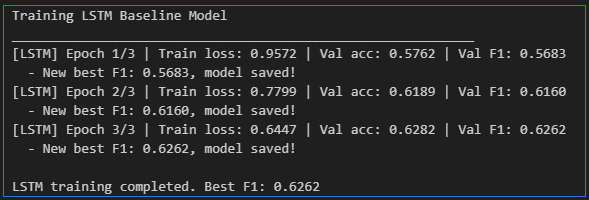 Training LSTM Baseline Model
____________________________________________________________
[LSTM] Epoch 1/3 | Train loss: 0.9572 | Val acc: 0.5762 | Val F1: 0.5683
- New best F1: 0.5683, model saved!
[LSTM] Epoch 2/3 | Train loss: 0.7799 | Val acc: 0.6189 | Val F1: 0.6160
- New best F1: 0.6160, model saved!
[LSTM] Epoch 3/3 | Train loss: 0.6447 | Val acc: 0.6282 | Val F1: 0.6262
- New best F1: 0.6262, model saved!
LSTM training completed. Best F1: 0.6262